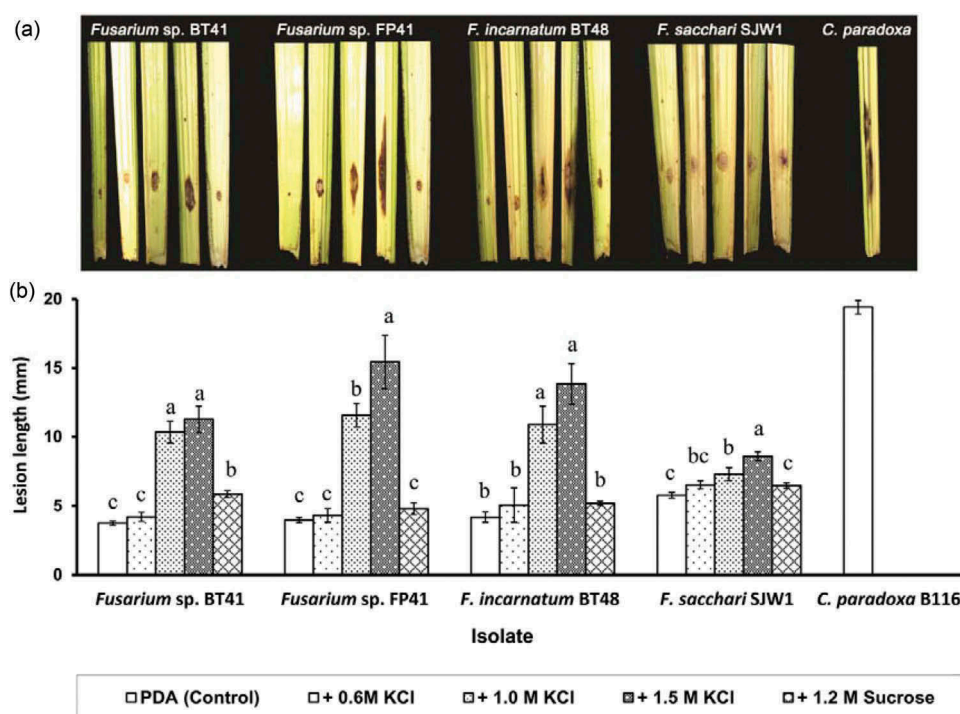 (a)
Fusarium sp. BT41 Fusarium sp. FP41 F. incarnatum BT48 F. sacchari SJW1 C. paradoxa
(b)
Lesion length (mm)
20
15
10
5
0
c c a a b
c c b a c
b b a a b
c bc b a c
Fusarium sp. BT41 Fusarium sp. FP41 F. incarnatum BT48 F. sacchari SJW1 C. paradoxa B116
Isolate
PDA (Control) + 0.6M KCl + 1.0 M KCl + 1.5 M KCl + 1.2 M Sucrose